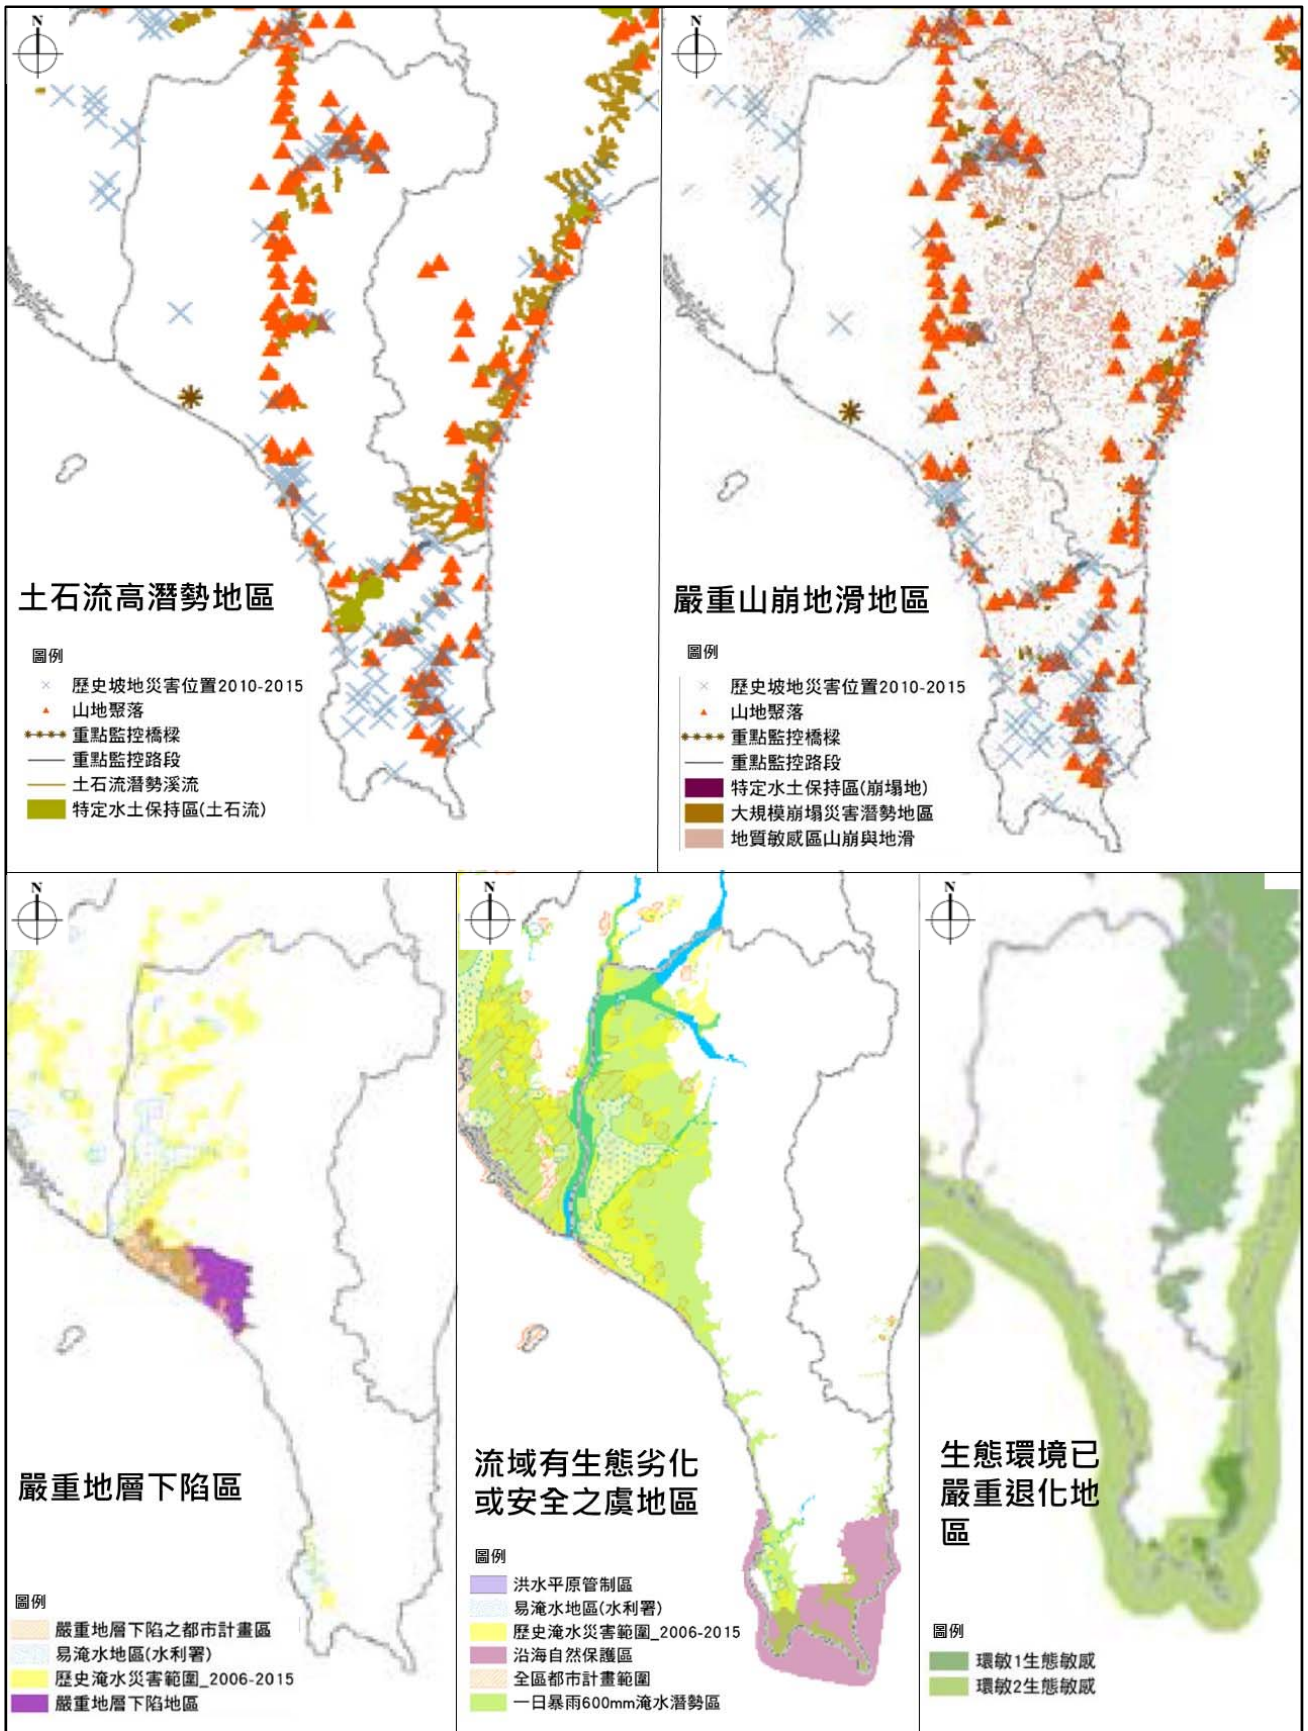 N
土石流高潛勢地區
圖例
歷史坡地災害位置2010-2015
山地聚落
重點監控橋樑
重點監控路段
土石流潛勢溪流
特定水土保持區(土石流)
N
嚴重山崩地滑地區
圖例
歷史坡地災害位置2010-2015
山地聚落
重點監控橋樑
重點監控路段
特定水土保持區(崩塌地)
大規模崩塌災害潛勢地區
地質敏感區山崩與地滑
N
嚴重地層下陷區
圖例
嚴重地層下陷之都市計畫區
易淹水地區(水利署)
歷史淹水災害範圍_2006-2015
嚴重地層下陷地區
N
流域有生態劣化
或安全之虞地區
圖例
洪水平原管制區
易淹水地區(水利署)
歷史淹水災害範圍_2006-2015
沿海自然保護區
全區都市計畫範圍
一日暴雨600mm淹水潛勢區
N
生態環境已
嚴重退化地
區
圖例
環敏1生態敏感
環敏2生態敏感